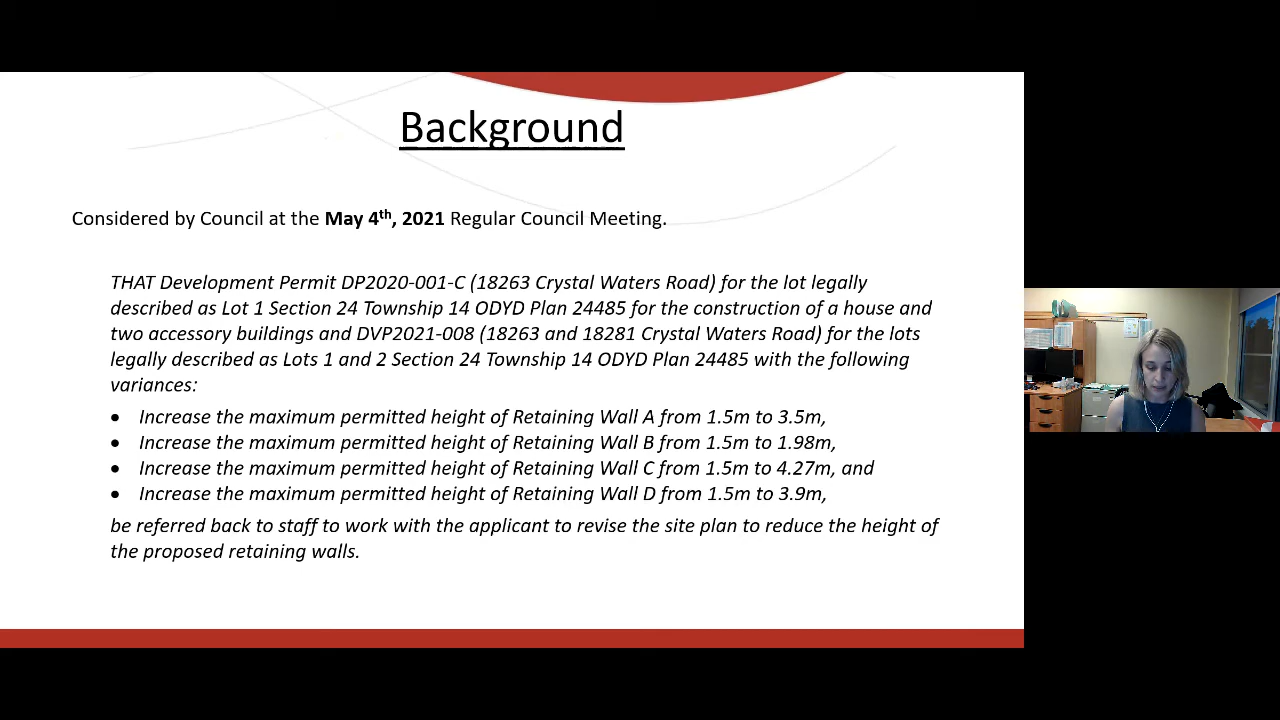 Background
Considered by Council at the May 4th, 2021 Regular Council Meeting.
THAT Development Permit DP2020-001-C (18263 Crystal Waters Road) for the lot legally
described as Lot 1 Section 24 Township 14 ODYD Plan 24485 for the construction of a house and
two accessory buildings and DVP2021-008 (18263 and 18281 Crystal Waters Road) for the lots
legally described as Lots 1 and 2 Section 24 Township 14 ODYD Plan 24485 with the following
variances:
• Increase the maximum permitted height of Retaining Wall A from 1.5m to 3.5m,
• Increase the maximum permitted height of Retaining Wall B from 1.5m to 1.98m,
• Increase the maximum permitted height of Retaining Wall C from 1.5m to 4.27m, and
• Increase the maximum permitted height of Retaining Wall D from 1.5m to 3.9m,
be referred back to staff to work with the applicant to revise the site plan to reduce the height of
the proposed retaining walls.